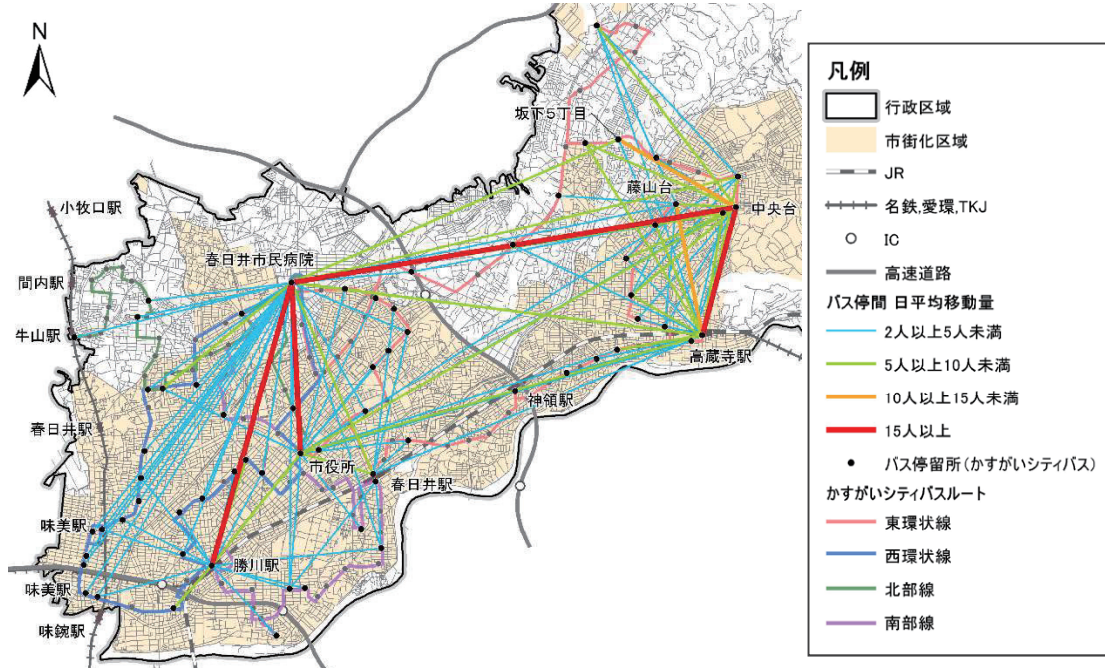 N
坂下5丁目
藤山台
中央台
小牧口駅
春日井市民病院
間内駅
牛山駅
高蔵寺駅
神領駅
春日井駅
市役所
春日井駅
味美駅
勝川駅
味美駅
味鋺駅
凡例
行政区域
市街化区域
JR
名鉄,愛環,TKJ
IC
高速道路
バス停間 日平均移動量
2人以上5人未満
5人以上10人未満
10人以上15人未満
15人以上
バス停留所(かすがいシティバス)
かすがいシティバスルート
東環状線
西環状線
北部線
南部線